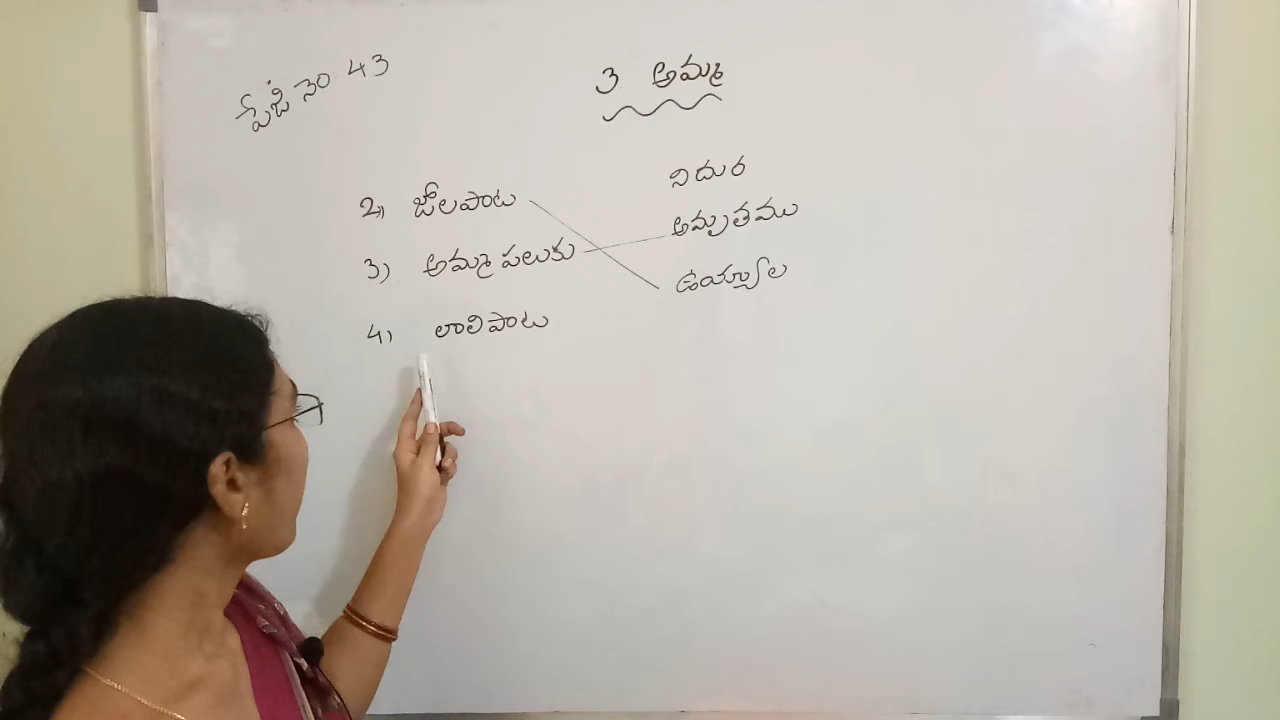 పేజి నెం 43
3 అమ్మ
2) జోలపాట నిదుర
3) అమ్మ పలుకు అమృతము
4) లాలిపాట ఉయ్యాల